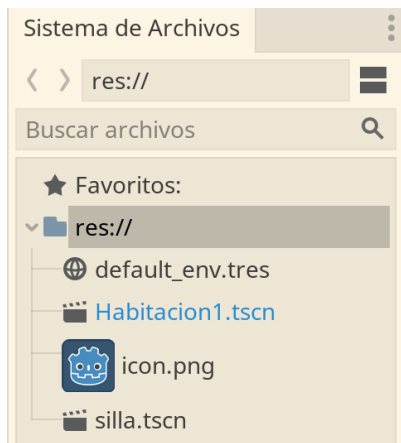 Sistema de Archivos
res://
Buscar archivos
Favoritos:
res://
default_env.tres
Habitacion1.tscn
icon.png
silla.tscn